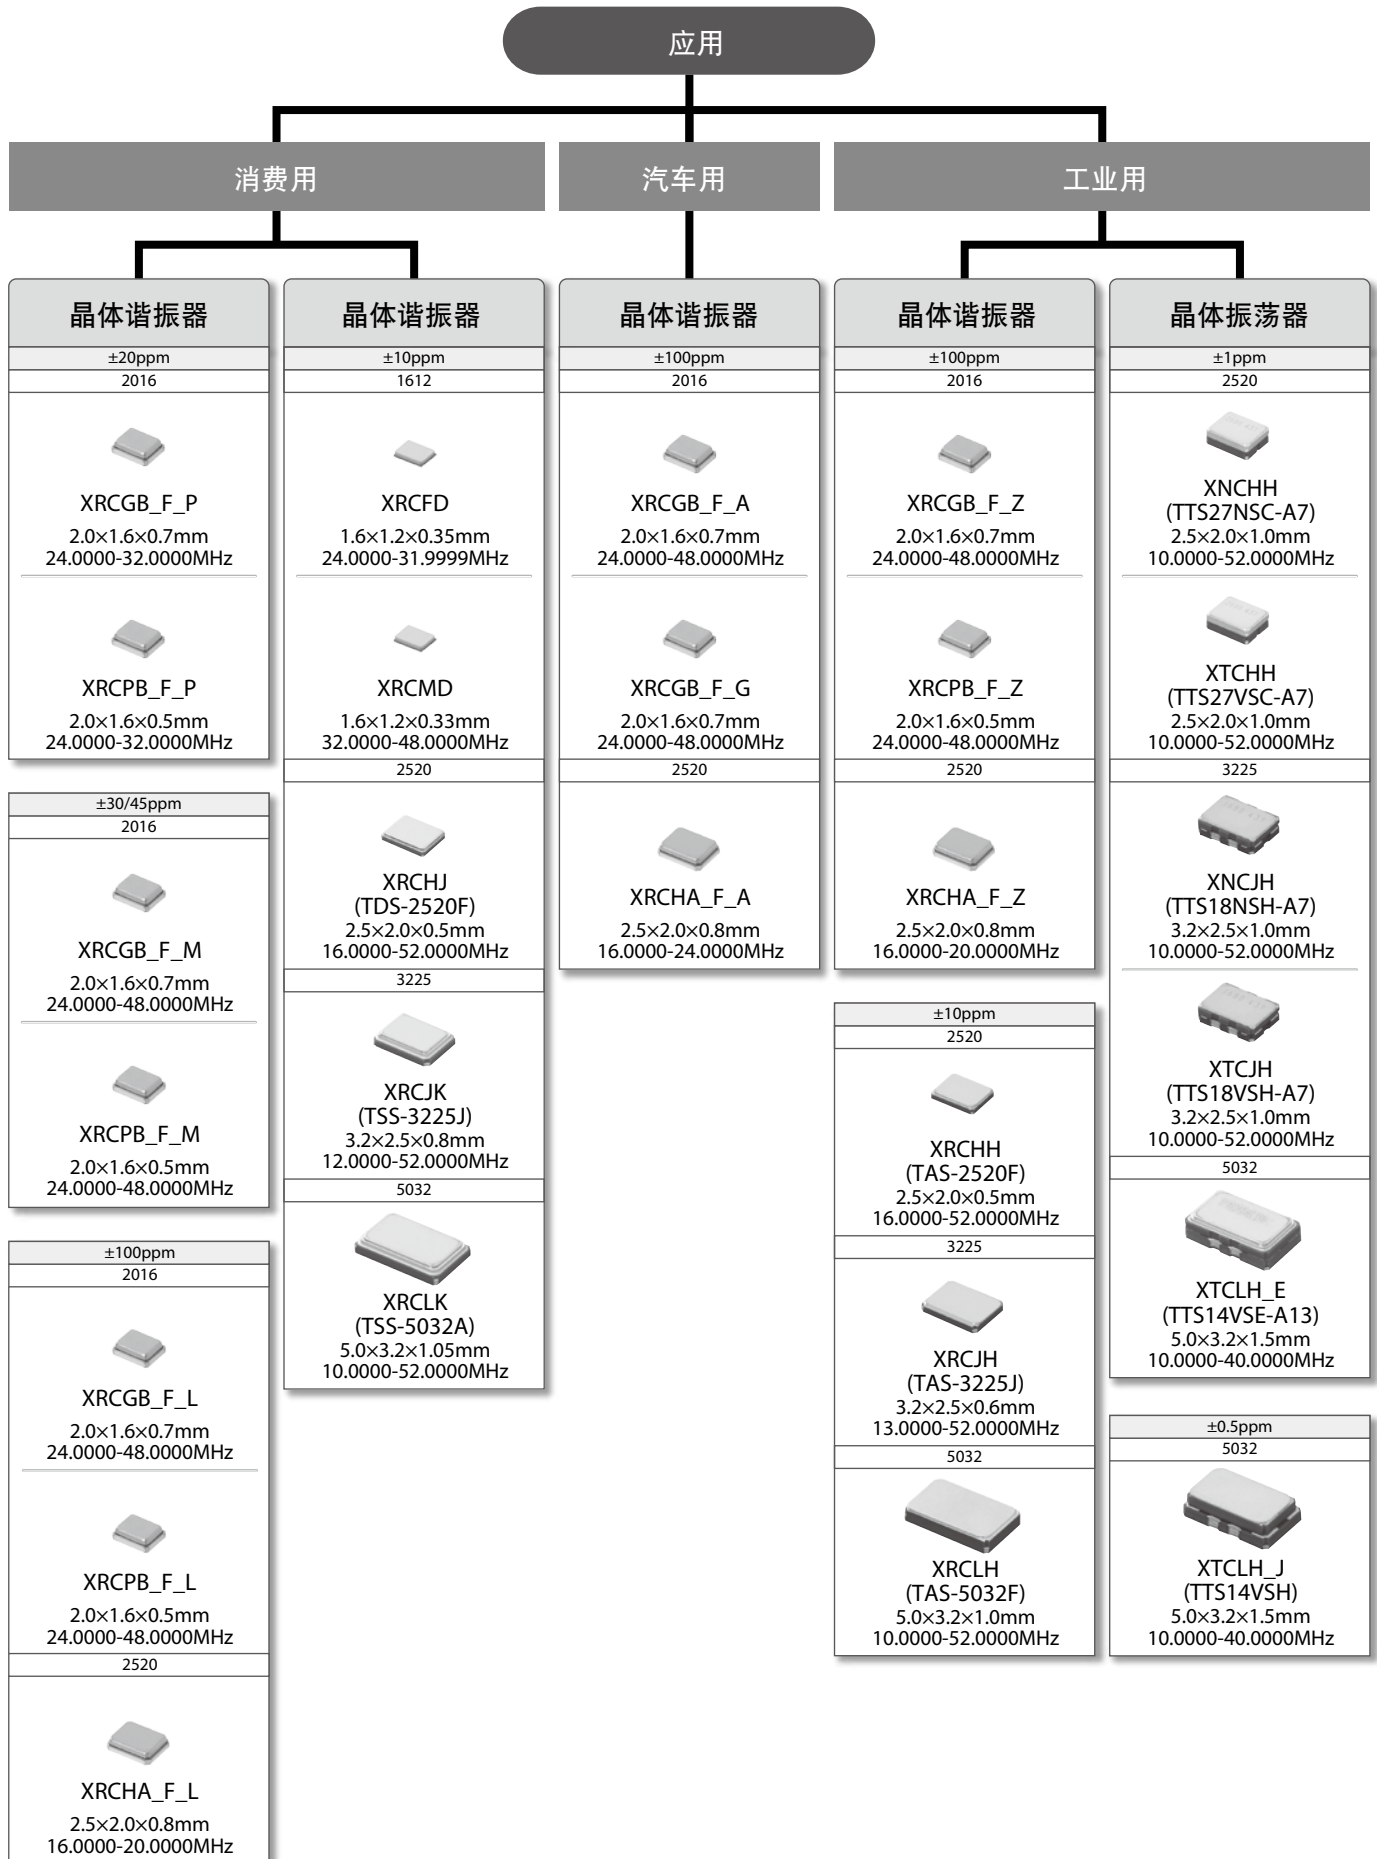 应用
消费用
汽车用
工业用
晶体谐振器
±20ppm
2016
XRCGB_F_P
2.0×1.6×0.7mm
24.0000-32.0000MHz
XRCPB_F_P
2.0×1.6×0.5mm
24.0000-32.0000MHz
±30/45ppm
2016
XRCGB_F_M
2.0×1.6×0.7mm
24.0000-48.0000MHz
XRCPB_F_M
2.0×1.6×0.5mm
24.0000-48.0000MHz
±100ppm
2016
XRCGB_F_L
2.0×1.6×0.7mm
24.0000-48.0000MHz
XRCPB_F_L
2.0×1.6×0.5mm
24.0000-48.0000MHz
2520
XRCHA_F_L
2.5×2.0×0.8mm
16.0000-20.0000MHz
晶体谐振器
±10ppm
1612
XRCFD
1.6×1.2×0.35mm
24.0000-31.9999MHz
XRCMD
1.6×1.2×0.33mm
32.0000-48.0000MHz
2520
XRCHJ
(TDS-2520F)
2.5×2.0×0.5mm
16.0000-52.0000MHz
3225
XRCJK
(TSS-3225J)
3.2×2.5×0.8mm
12.0000-52.0000MHz
5032
XRCLK
(TSS-5032A)
5.0×3.2×1.05mm
10.0000-52.0000MHz
晶体谐振器
±100ppm
2016
XRCGB_F_A
2.0×1.6×0.7mm
24.0000-48.0000MHz
XRCGB_F_G
2.0×1.6×0.7mm
24.0000-48.0000MHz
2520
XRCHA_F_A
2.5×2.0×0.8mm
16.0000-24.0000MHz
晶体谐振器
±100ppm
2016
XRCGB_F_Z
2.0×1.6×0.7mm
24.0000-48.0000MHz
XRCPB_F_Z
2.0×1.6×0.5mm
24.0000-48.0000MHz
2520
XRCHA_F_Z
2.5×2.0×0.8mm
16.0000-20.0000MHz
±10ppm
2520
XRCHH
(TAS-2520F)
2.5×2.0×0.5mm
16.0000-52.0000MHz
3225
XRCJH
(TAS-3225J)
3.2×2.5×0.6mm
13.0000-52.0000MHz
5032
XRCLH
(TAS-5032F)
5.0×3.2×1.0mm
10.0000-52.0000MHz
晶体振荡器
±1ppm
2520
XNCHH
(TTS27NSC-A7)
2.5×2.0×1.0mm
10.0000-52.0000MHz
XTCHH
(TTS27VSC-A7)
2.5×2.0×1.0mm
10.0000-52.0000MHz
3225
XNCJH
(TTS18NSH-A7)
3.2×2.5×1.0mm
10.0000-52.0000MHz
XTCJH
(TTS18VSH-A7)
3.2×2.5×1.0mm
10.0000-52.0000MHz
5032
XTCLH_E
(TTS14VSE-A13)
5.0×3.2×1.5mm
10.0000-40.0000MHz
±0.5ppm
5032
XTCLH_J
(TTS14VSH)
5.0×3.2×1.5mm
10.0000-40.0000MHz